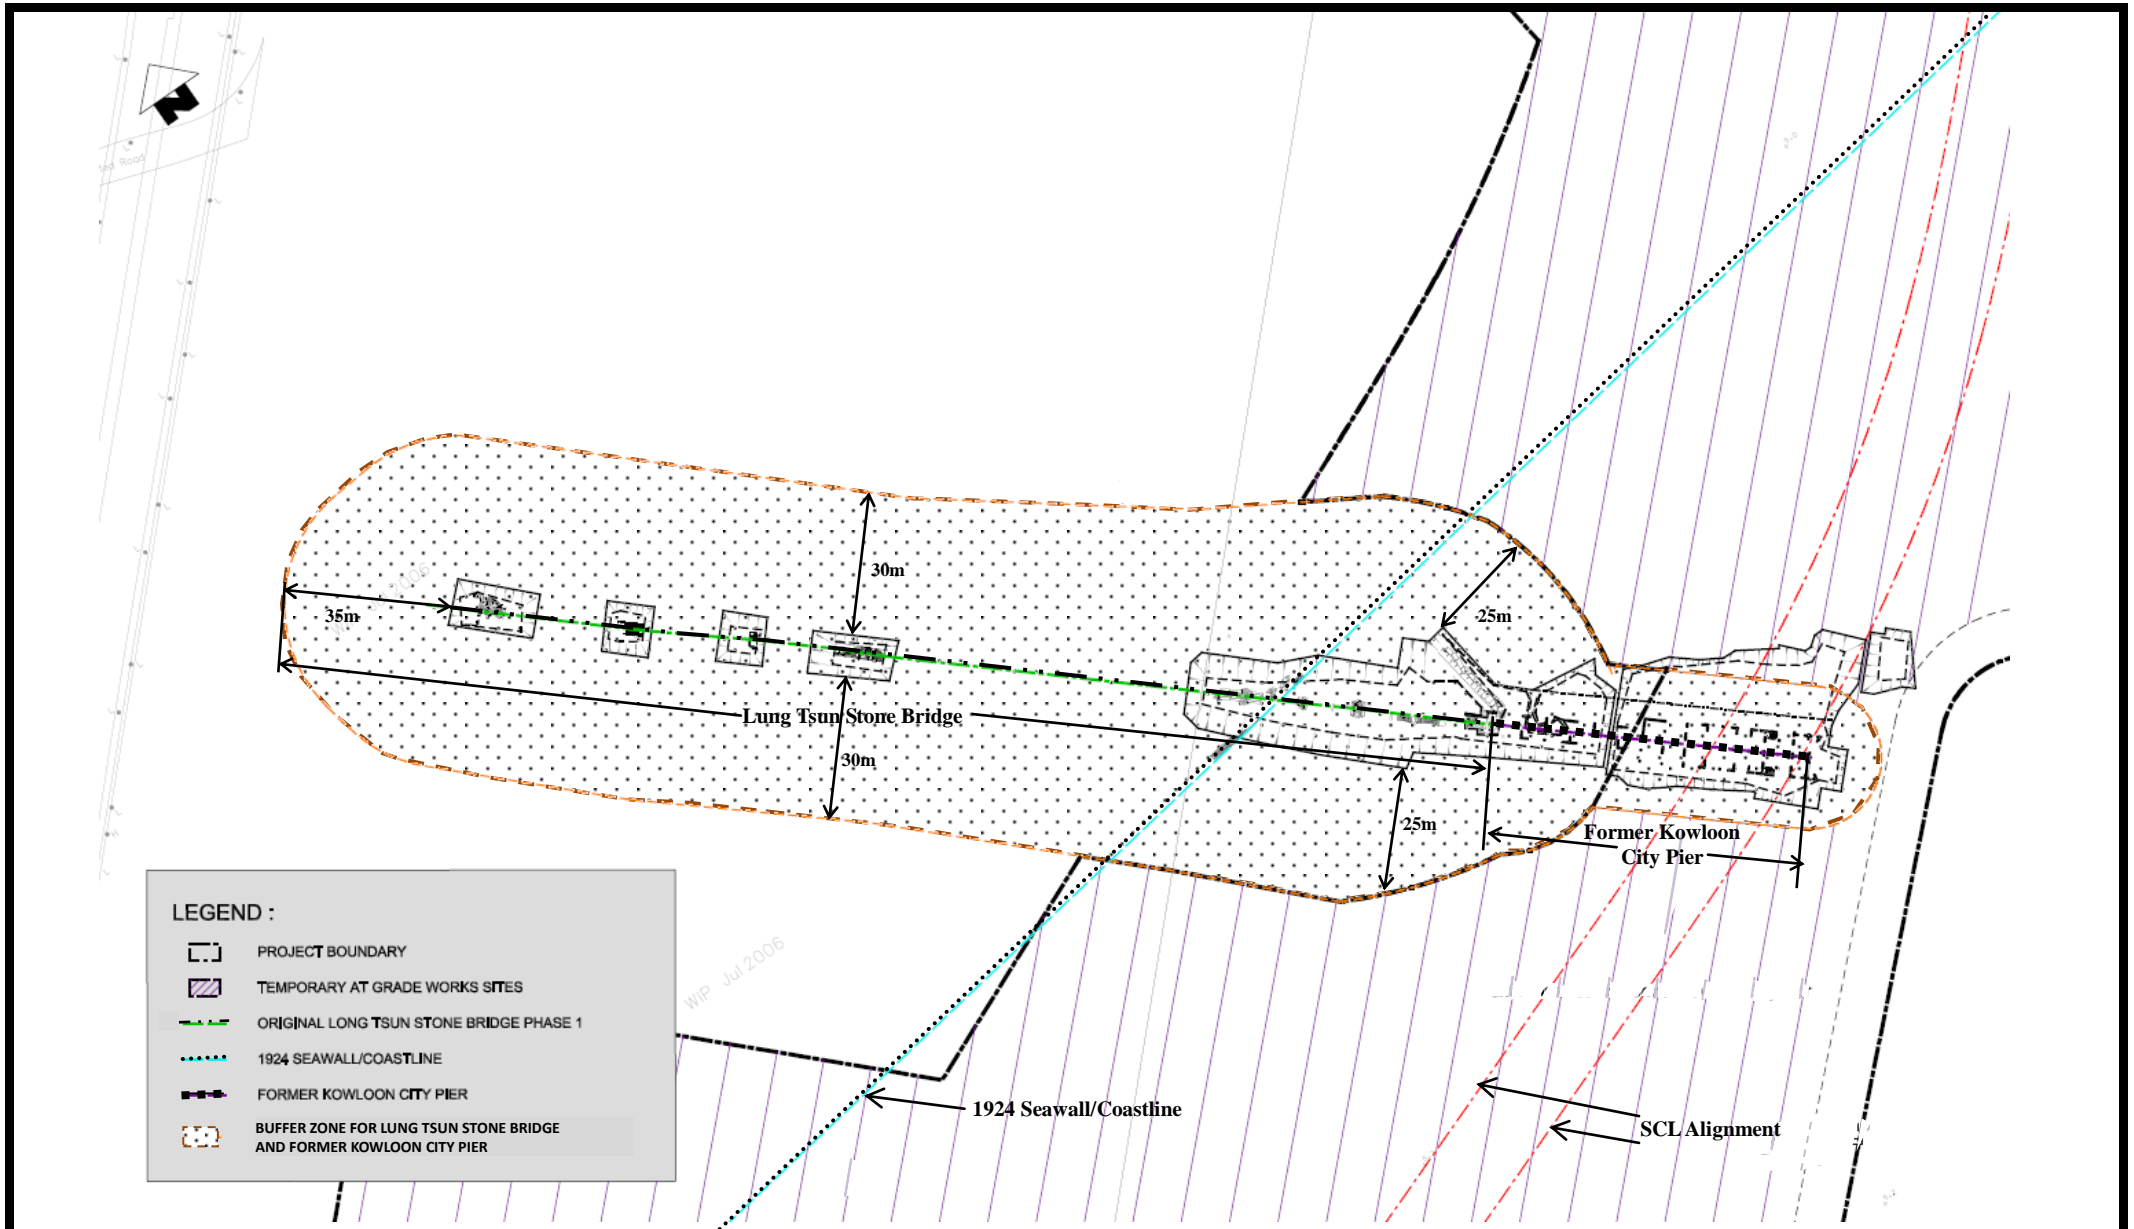 N
30m
35m
25m
Lung Tsun Stone Bridge
30m
25m
Former Kowloon
City Pier
WIP Jul 2006
1924 Seawall/Coastline
SCL Alignment
LEGEND :
PROJECT BOUNDARY
TEMPORARY AT GRADE WORKS SITES
ORIGINAL LONG TSUN STONE BRIDGE PHASE 1
1924 SEAWALL/COASTLINE
FORMER KOWLOON CITY PIER
BUFFER ZONE FOR LUNG TSUN STONE BRIDGE
AND FORMER KOWLOON CITY PIER